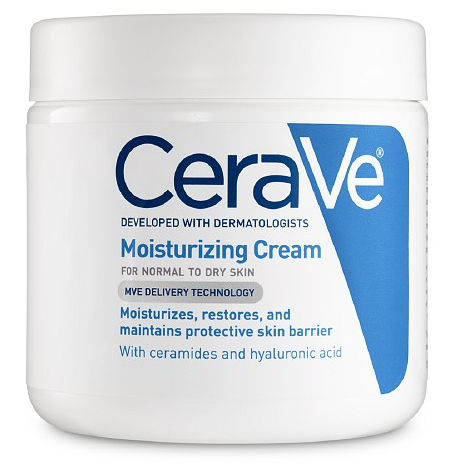 CeraVe®
DEVELOPED WITH DERMATOLOGISTS
Moisturizing Cream
FOR NORMAL TO DRY SKIN
MVE DELIVERY TECHNOLOGY
Moisturizes, restores, and
maintains protective skin barrier
With ceramides and hyaluronic acid